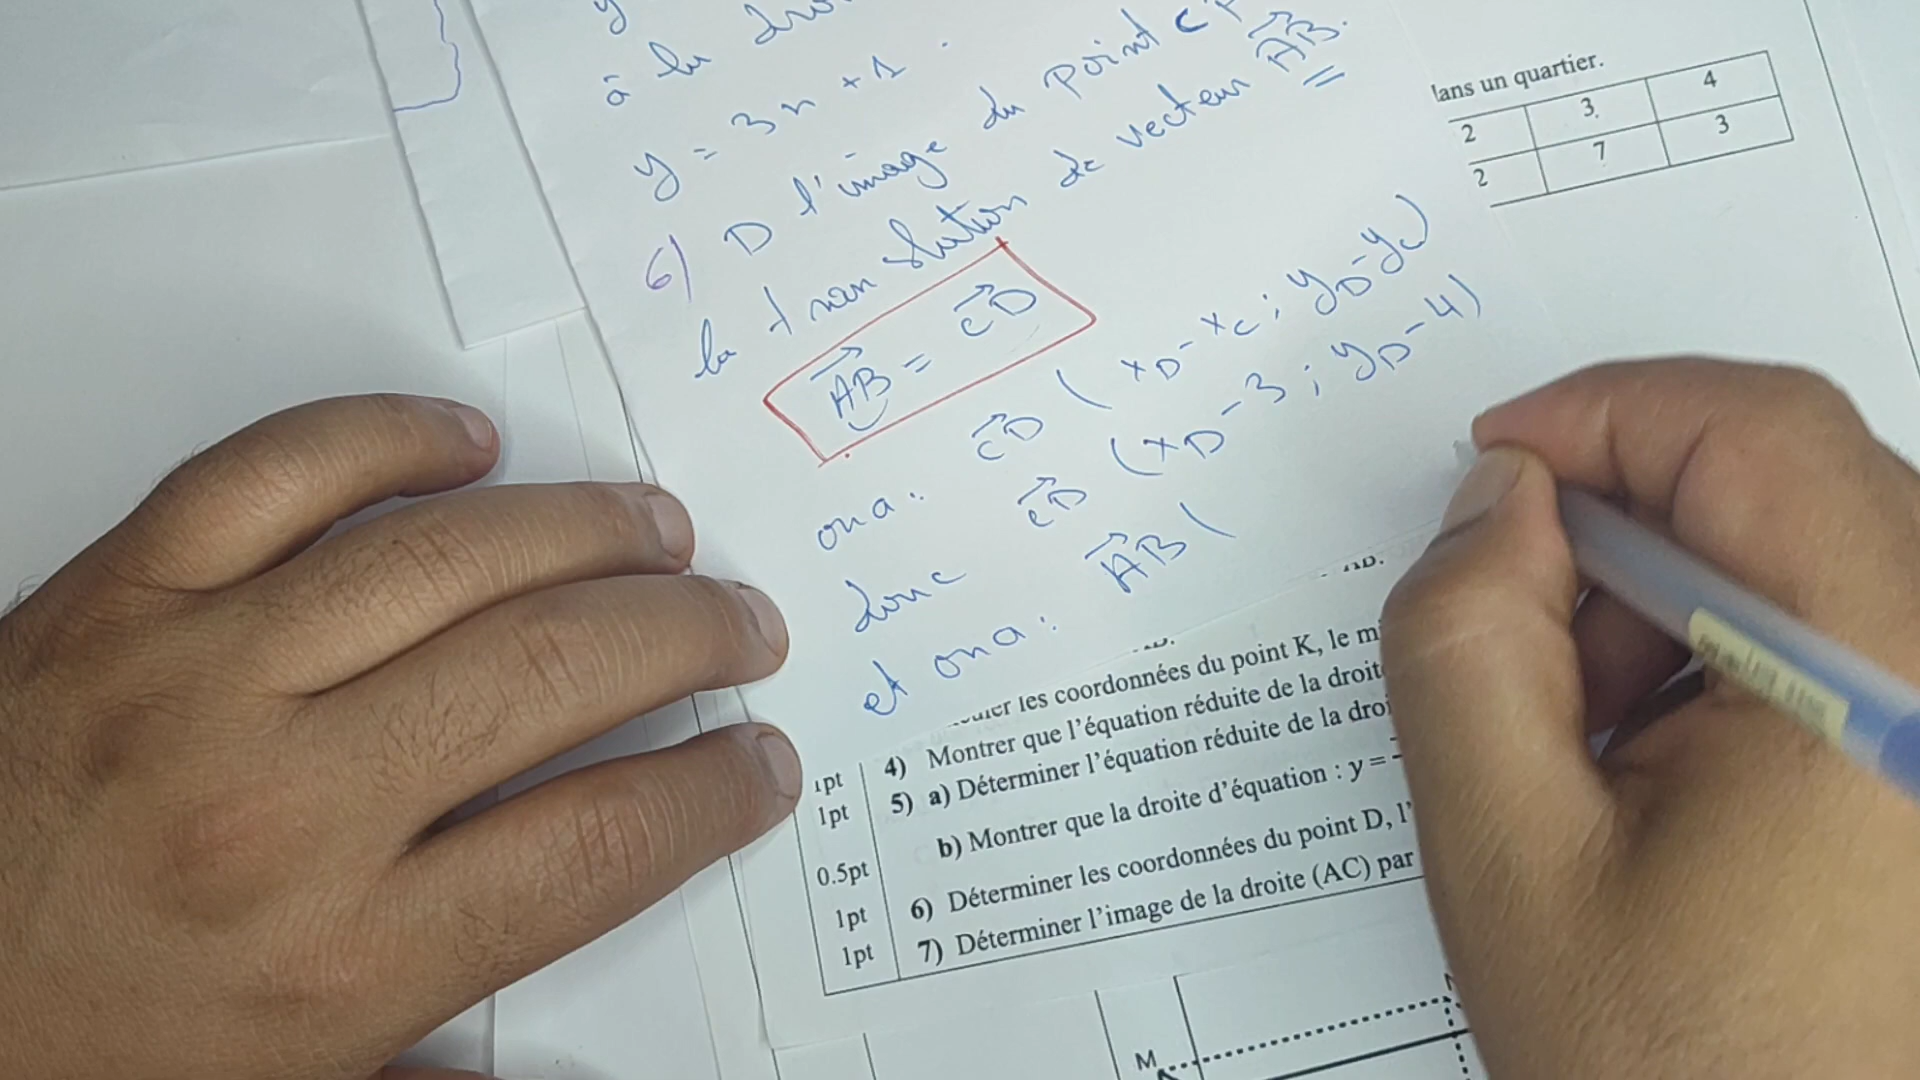 y
à la
y = 3x + 1.
6) D l'image du point C
la translation de vecteur AB.
AB = CD
on a: CD ( xD - xC ; yD - yC )
donc CD ( xD - 3 ; yD - 4 )
et on a: AB (
dans un quartier.
2 3 4
2 7 3
les coordonnées du point K, le mi
1pt 4) Montrer que l'équation réduite de la droite
1pt 5) a) Déterminer l'équation réduite de la droi
0.5pt b) Montrer que la droite d'équation : y =
1pt 6) Déterminer les coordonnées du point D, l'
1pt 7) Déterminer l'image de la droite (AC) par
M